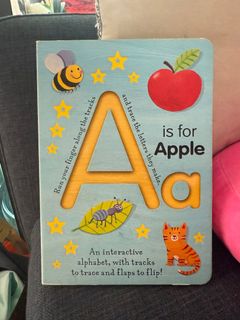 Run your finger along the tracks
and trace the letters they make.
Aa
is for
Apple
An interactive
alphabet, with tracks
to trace and flaps to flip!